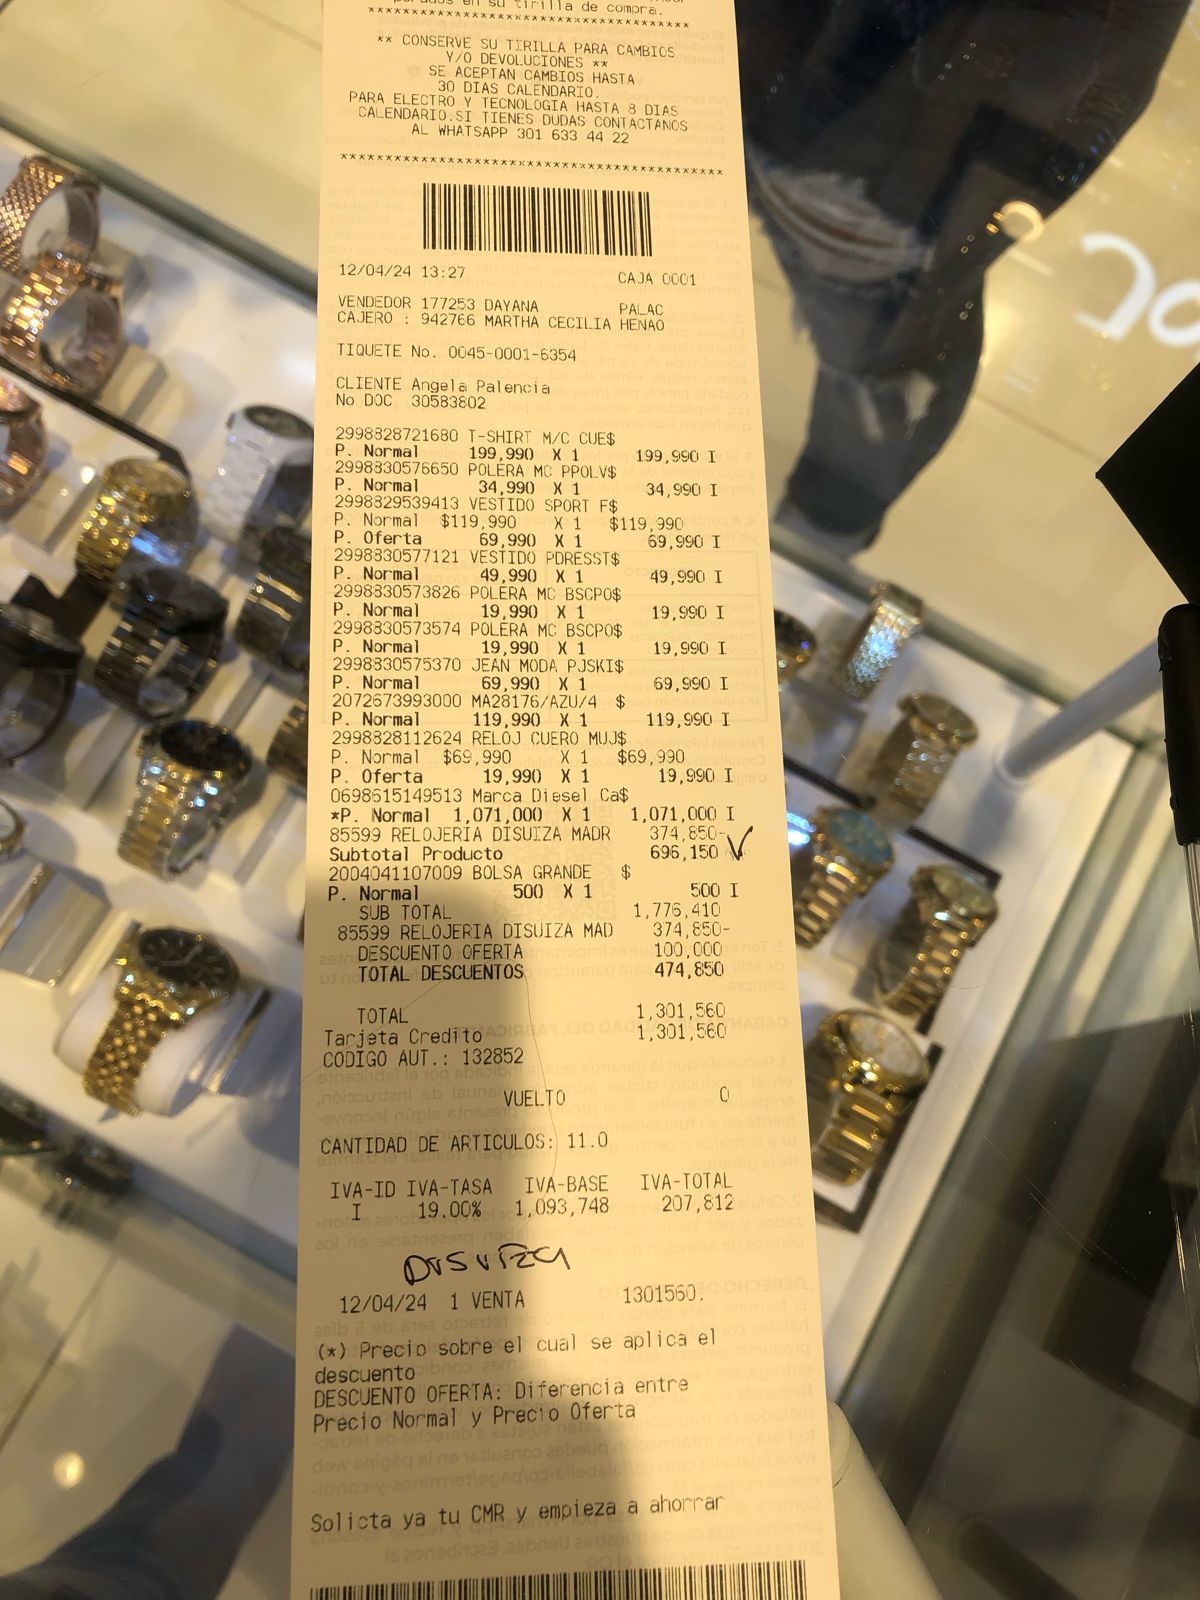 en su tirilla de compra.
****************************************
** CONSERVE SU TIRILLA PARA CAMBIOS
Y/O DEVOLUCIONES **
SE ACEPTAN CAMBIOS HASTA
30 DIAS CALENDARIO.
PARA ELECTRO Y TECNOLOGIA HASTA 8 DIAS
CALENDARIO.SI TIENES DUDAS CONTACTANOS
AL WHATSAPP 301 633 44 22
****************************************
12/04/24 13:27 CAJA 0001
VENDEDOR 177253 DAYANA PALAC
CAJERO : 942766 MARTHA CECILIA HENAO
TIQUETE No. 0045-0001-6354
CLIENTE Angela Palencia
No DOC 30583802
2998828721680 T-SHIRT M/C CUE$
P. Normal 199,990 X 1 199,990 I
2998830576650 POLERA MC PPOLV$
P. Normal 34,990 X 1 34,990 I
2998829539413 VESTIDO SPORT F$
P. Normal $119,990 X 1 $119,990
P. Oferta 69,990 X 1 69,990 I
2998830577121 VESTIDO PDRESST$
P. Normal 49,990 X 1 49,990 I
2998830573826 POLERA MC BSCPO$
P. Normal 19,990 X 1 19,990 I
2998830573574 POLERA MC BSCPO$
P. Normal 19,990 X 1 19,990 I
2998830575370 JEAN MODA PJSKI$
P. Normal 69,990 X 1 69,990 I
2072673993000 MA28176/AZU/4 $
P. Normal 119,990 X 1 119,990 I
2998828112624 RELOJ CUERO MUJ$
P. Normal $69,990 X 1 $69,990
P. Oferta 19,990 X 1 19,990 I
0698615149513 Marca Diesel Ca$
*P. Normal 1,071,000 X 1 1,071,000 I
85599 RELOJERIA DISUIZA MADR 374,850-
Subtotal Producto 696,150
2004041107009 BOLSA GRANDE $
P. Normal 500 X 1 500 I
SUB TOTAL 1,776,410
85599 RELOJERIA DISUIZA MAD 374,850-
DESCUENTO OFERTA 100,000
TOTAL DESCUENTOS 474,850
TOTAL 1,301,560
Tarjeta Credito 1,301,560
CODIGO AUT.: 132852
VUELTO 0
CANTIDAD DE ARTICULOS: 11.0
IVA-ID IVA-TASA IVA-BASE IVA-TOTAL
I 19.00% 1,093,748 207,812
12/04/24 1 VENTA 1301560.
(*) Precio sobre el cual se aplica el
descuento
DESCUENTO OFERTA: Diferencia entre
Precio Normal y Precio Oferta
Solicta ya tu CMR y empieza a ahorrar